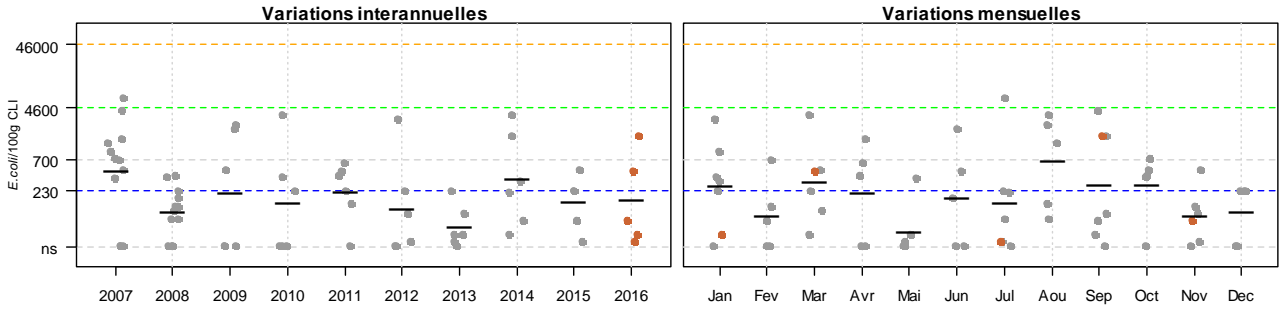 Variations interannuelles
Variations mensuelles
E.coli/100g CLI
46000
4600
700
230
ns
2007 2008 2009 2010 2011 2012 2013 2014 2015 2016
Jan Fev Mar Avr Mai Jun Jul Aou Sep Oct Nov Dec